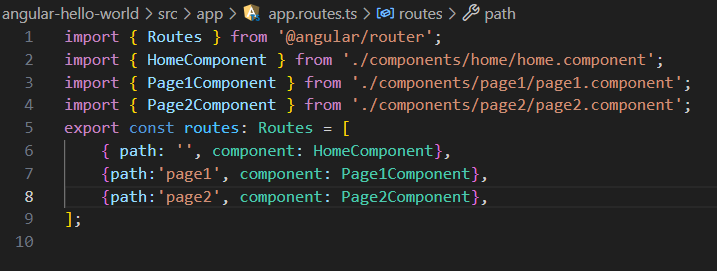 angular-hello-world > src > app > app.routes.ts > routes > path
1 import { Routes } from '@angular/router';
2 import { HomeComponent } from './components/home/home.component';
3 import { Page1Component } from './components/page1/page1.component';
4 import { Page2Component } from './components/page2/page2.component';
5 export const routes: Routes = [
6     { path: '', component: HomeComponent},
7     {path:'page1', component: Page1Component},
8     {path:'page2', component: Page2Component},
9 ];
10